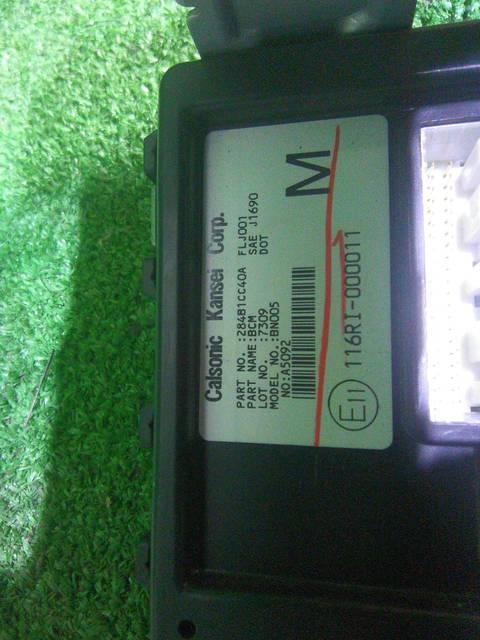 Calsonic Kansei Corp.
PART NO.:284B1CC40A FLJ001
PART NAME:BCM SAE J1690
LOT NO. :7309 DOT
MODEL NO.:BN005
NO:A5092
M
E11 116RI-000011